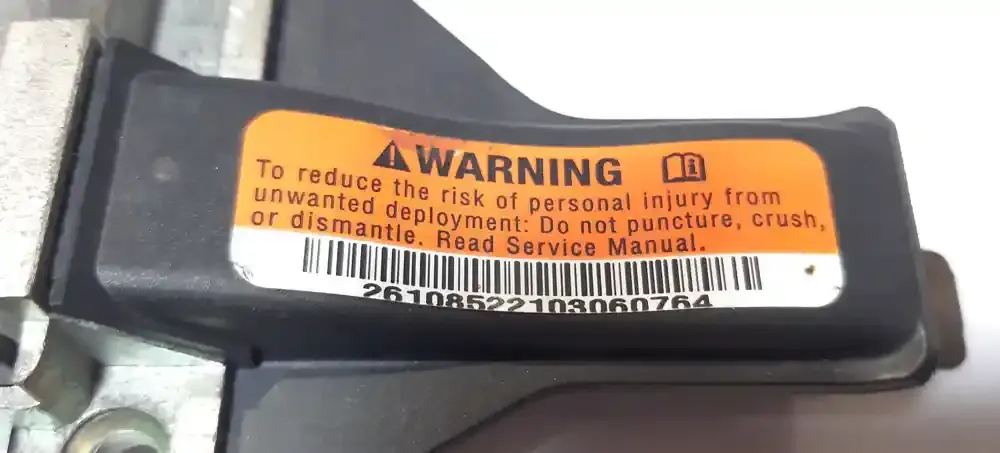 WARNING
To reduce the risk of personal injury from
unwanted deployment: Do not puncture, crush,
or dismantle. Read Service Manual.
26108522103060764